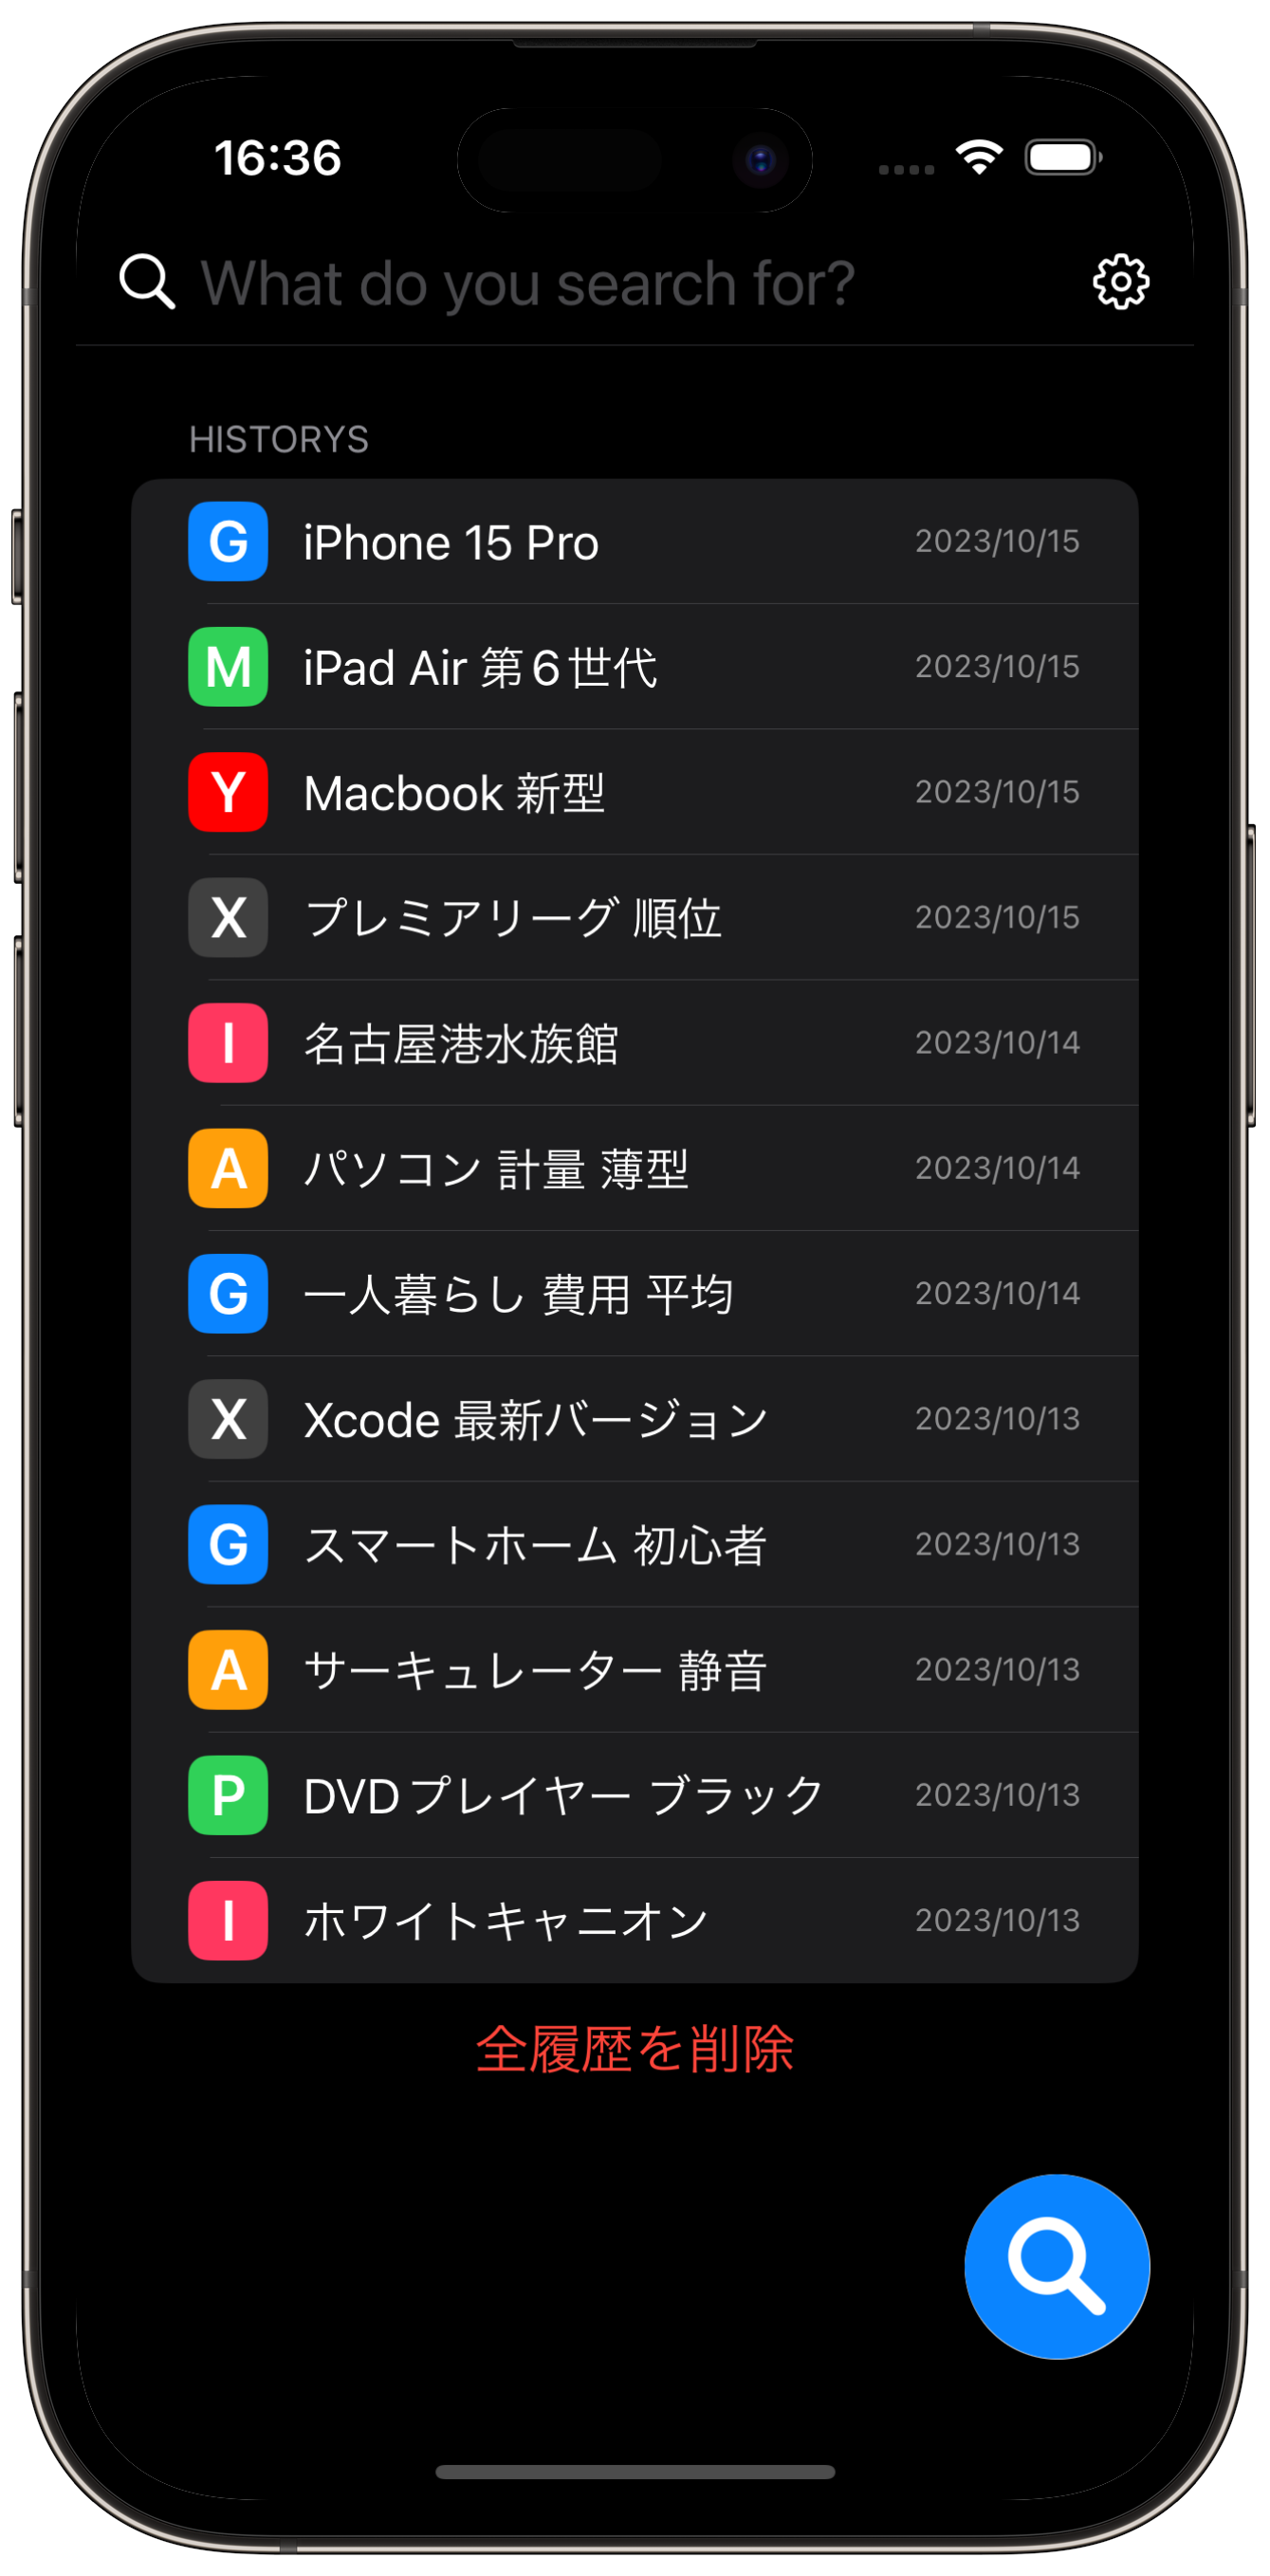 16:36
What do you search for?
HISTORYS
G iPhone 15 Pro 2023/10/15
M iPad Air 第6世代 2023/10/15
Y Macbook 新型 2023/10/15
X プレミアリーグ 順位 2023/10/15
I 名古屋港水族館 2023/10/14
A パソコン 計量 薄型 2023/10/14
G 一人暮らし 費用 平均 2023/10/14
X Xcode 最新バージョン 2023/10/13
G スマートホーム 初心者 2023/10/13
A サーキュレーター 静音 2023/10/13
P DVDプレイヤー ブラック 2023/10/13
I ホワイトキャニオン 2023/10/13
全履歴を削除